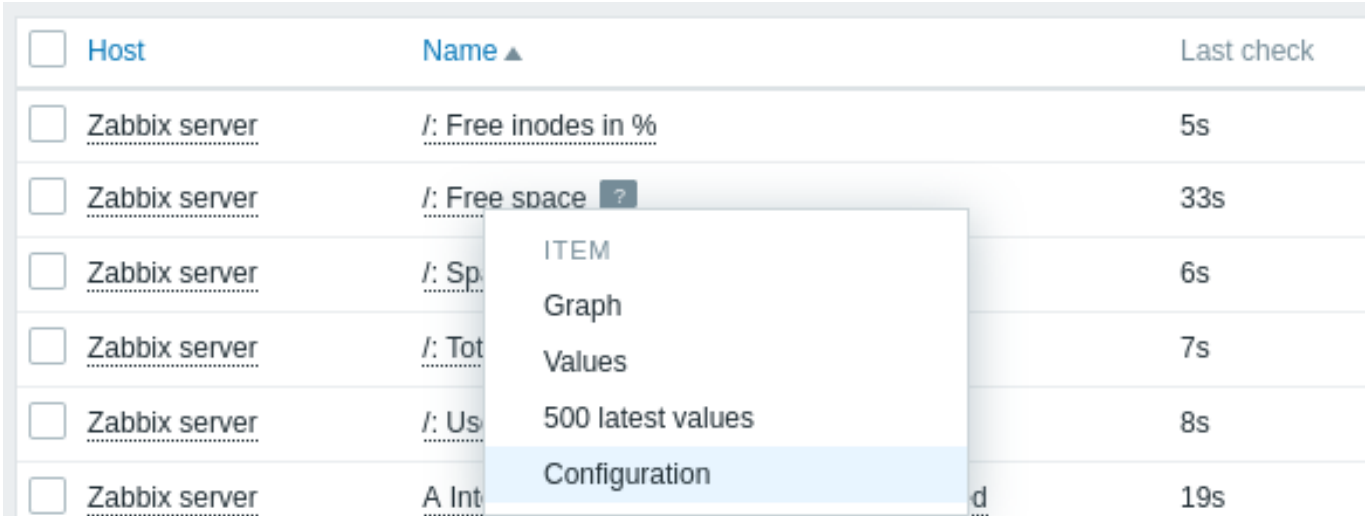 Host Name ▲ Last check
Zabbix server /: Free inodes in % 5s
Zabbix server /: Free space ? 33s
ITEM
Zabbix server /: Sp 6s
Graph
Zabbix server /: Tot 7s
Values
Zabbix server /: Us 8s
500 latest values
Configuration
Zabbix server A Int d 19s